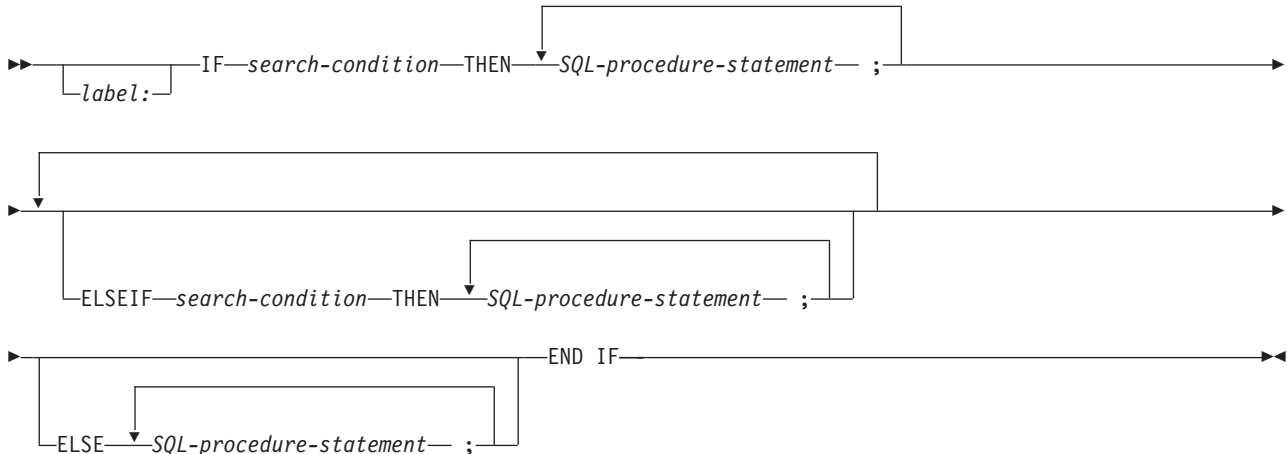 IF search-condition THEN SQL-procedure-statement ;
label:
ELSEIF search-condition THEN SQL-procedure-statement ;
END IF
ELSE SQL-procedure-statement ;